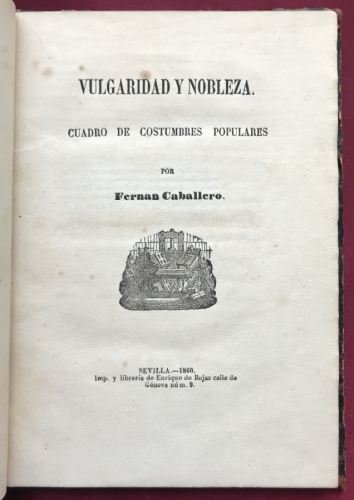 VULGARIDAD Y NOBLEZA.
CUADRO DE COSTUMBRES POPULARES
POR
Fernan Caballero.
SEVILLA.—1860.
Imp. y librería de Enrique de Rojas calle de
Génova núm. 9.